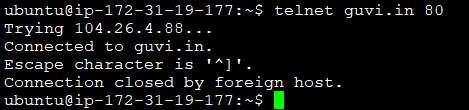 ubuntu@ip-172-31-19-177:~$ telnet guvi.in 80
Trying 104.26.4.88...
Connected to guvi.in.
Escape character is '^]'.
Connection closed by foreign host.
ubuntu@ip-172-31-19-177:~$